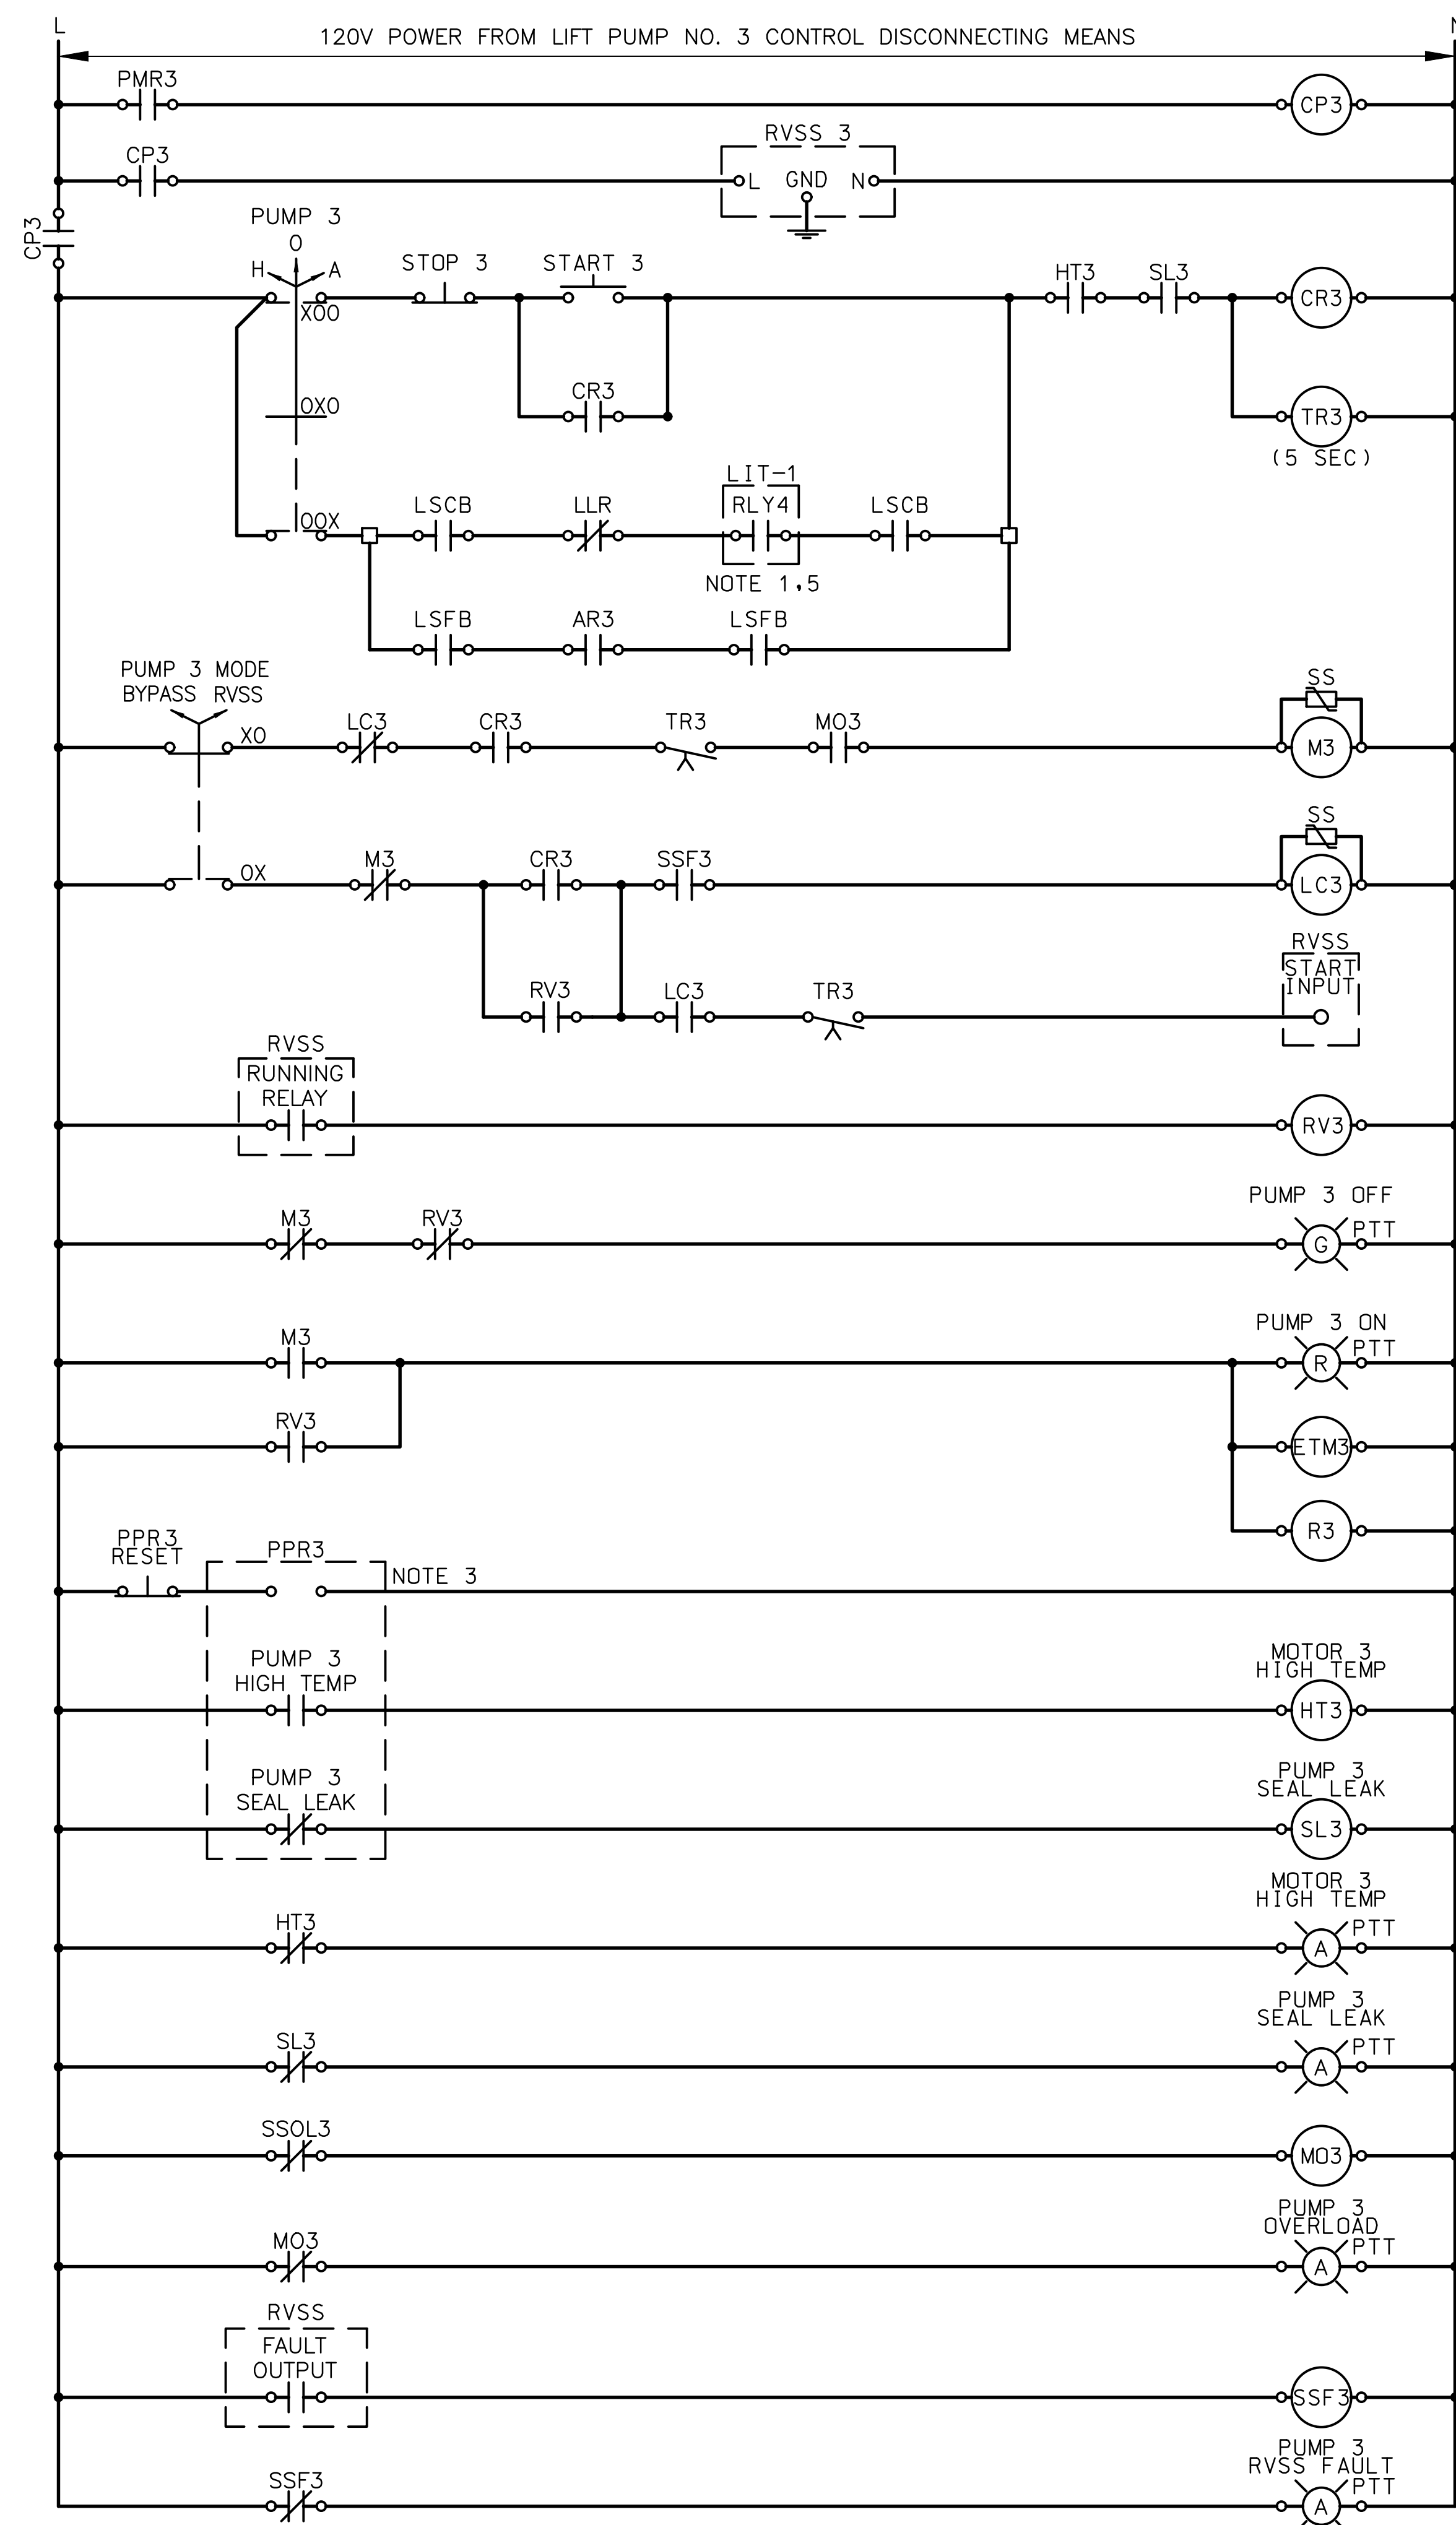 L
120V POWER FROM LIFT PUMP NO. 3 CONTROL DISCONNECTING MEANS
PMR3
CP3
CP3
RVSS 3
L GND N
CP3
PUMP 3
O
H A
XOO
STOP 3
START 3
HT3
SL3
CR3
OXO
CR3
TR3
(5 SEC)
OOX
LSCB
LLR
LIT-1
RLY4
NOTE 1,5
LSCB
LSFB
AR3
LSFB
PUMP 3 MODE
BYPASS RVSS
XO
LC3
CR3
TR3
MO3
SS
M3
OX
M3
CR3
SSF3
SS
LC3
RV3
LC3
TR3
RVSS
START
INPUT
RVSS
RUNNING
RELAY
RV3
M3
RV3
PUMP 3 OFF
G
PTT
M3
PUMP 3 ON
R
PTT
RV3
ETM3
R3
PPR3
RESET
PPR3
NOTE 3
PUMP 3
HIGH TEMP
MOTOR 3
HIGH TEMP
HT3
PUMP 3
SEAL LEAK
PUMP 3
SEAL LEAK
SL3
HT3
MOTOR 3
HIGH TEMP
A
PTT
SL3
PUMP 3
SEAL LEAK
A
PTT
SSOL3
MO3
MO3
PUMP 3
OVERLOAD
A
PTT
RVSS
FAULT
OUTPUT
SSF3
SSF3
PUMP 3
RVSS FAULT
A
PTT